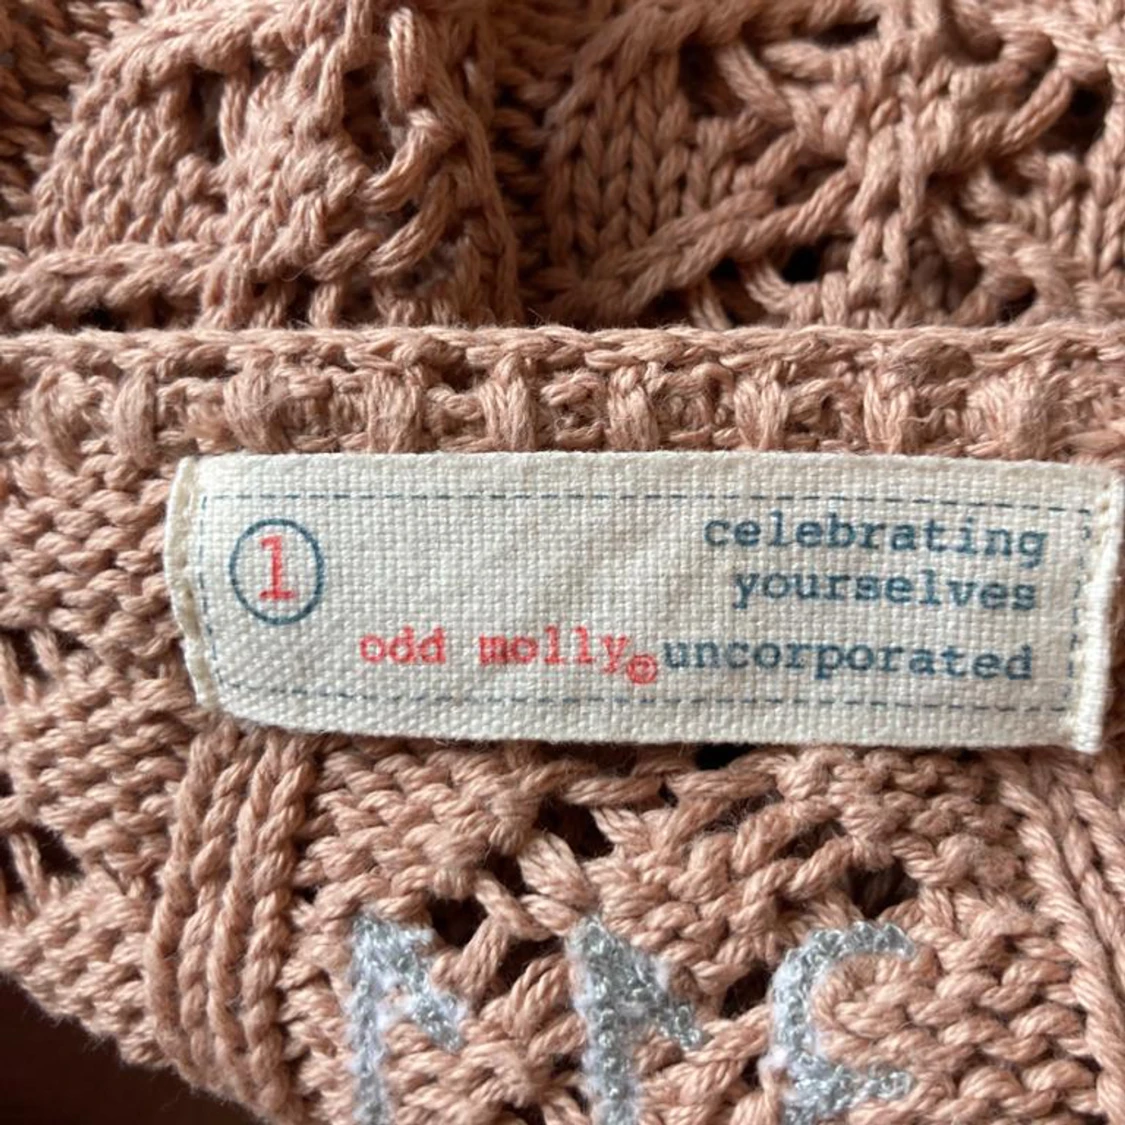 1
celebrating
yourselves
odd molly® uncorporated